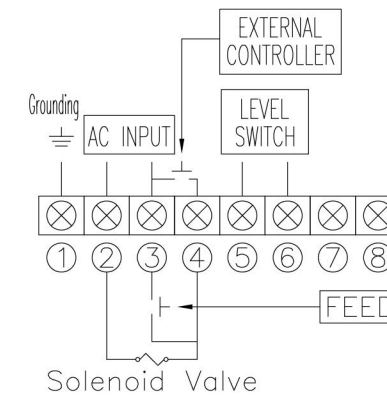 EXTERNAL
CONTROLLER
Grounding
AC INPUT
LEVEL
SWITCH
1 2 3 4 5 6 7 8
FEED
Solenoid Valve